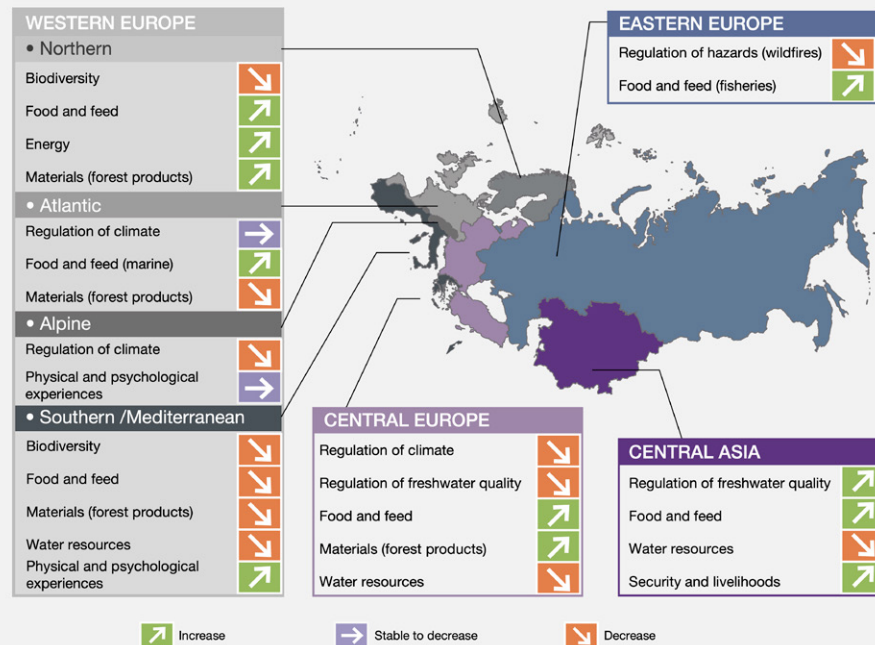 WESTERN EUROPE
• Northern
Biodiversity
Food and feed
Energy
Materials (forest products)
• Atlantic
Regulation of climate
Food and feed (marine)
Materials (forest products)
• Alpine
Regulation of climate
Physical and psychological
experiences
• Southern /Mediterranean
Biodiversity
Food and feed
Materials (forest products)
Water resources
Physical and psychological
experiences
EASTERN EUROPE
Regulation of hazards (wildfires)
Food and feed (fisheries)
CENTRAL EUROPE
Regulation of climate
Regulation of freshwater quality
Food and feed
Materials (forest products)
Water resources
CENTRAL ASIA
Regulation of freshwater quality
Food and feed
Water resources
Security and livelihoods
Increase
Stable to decrease
Decrease